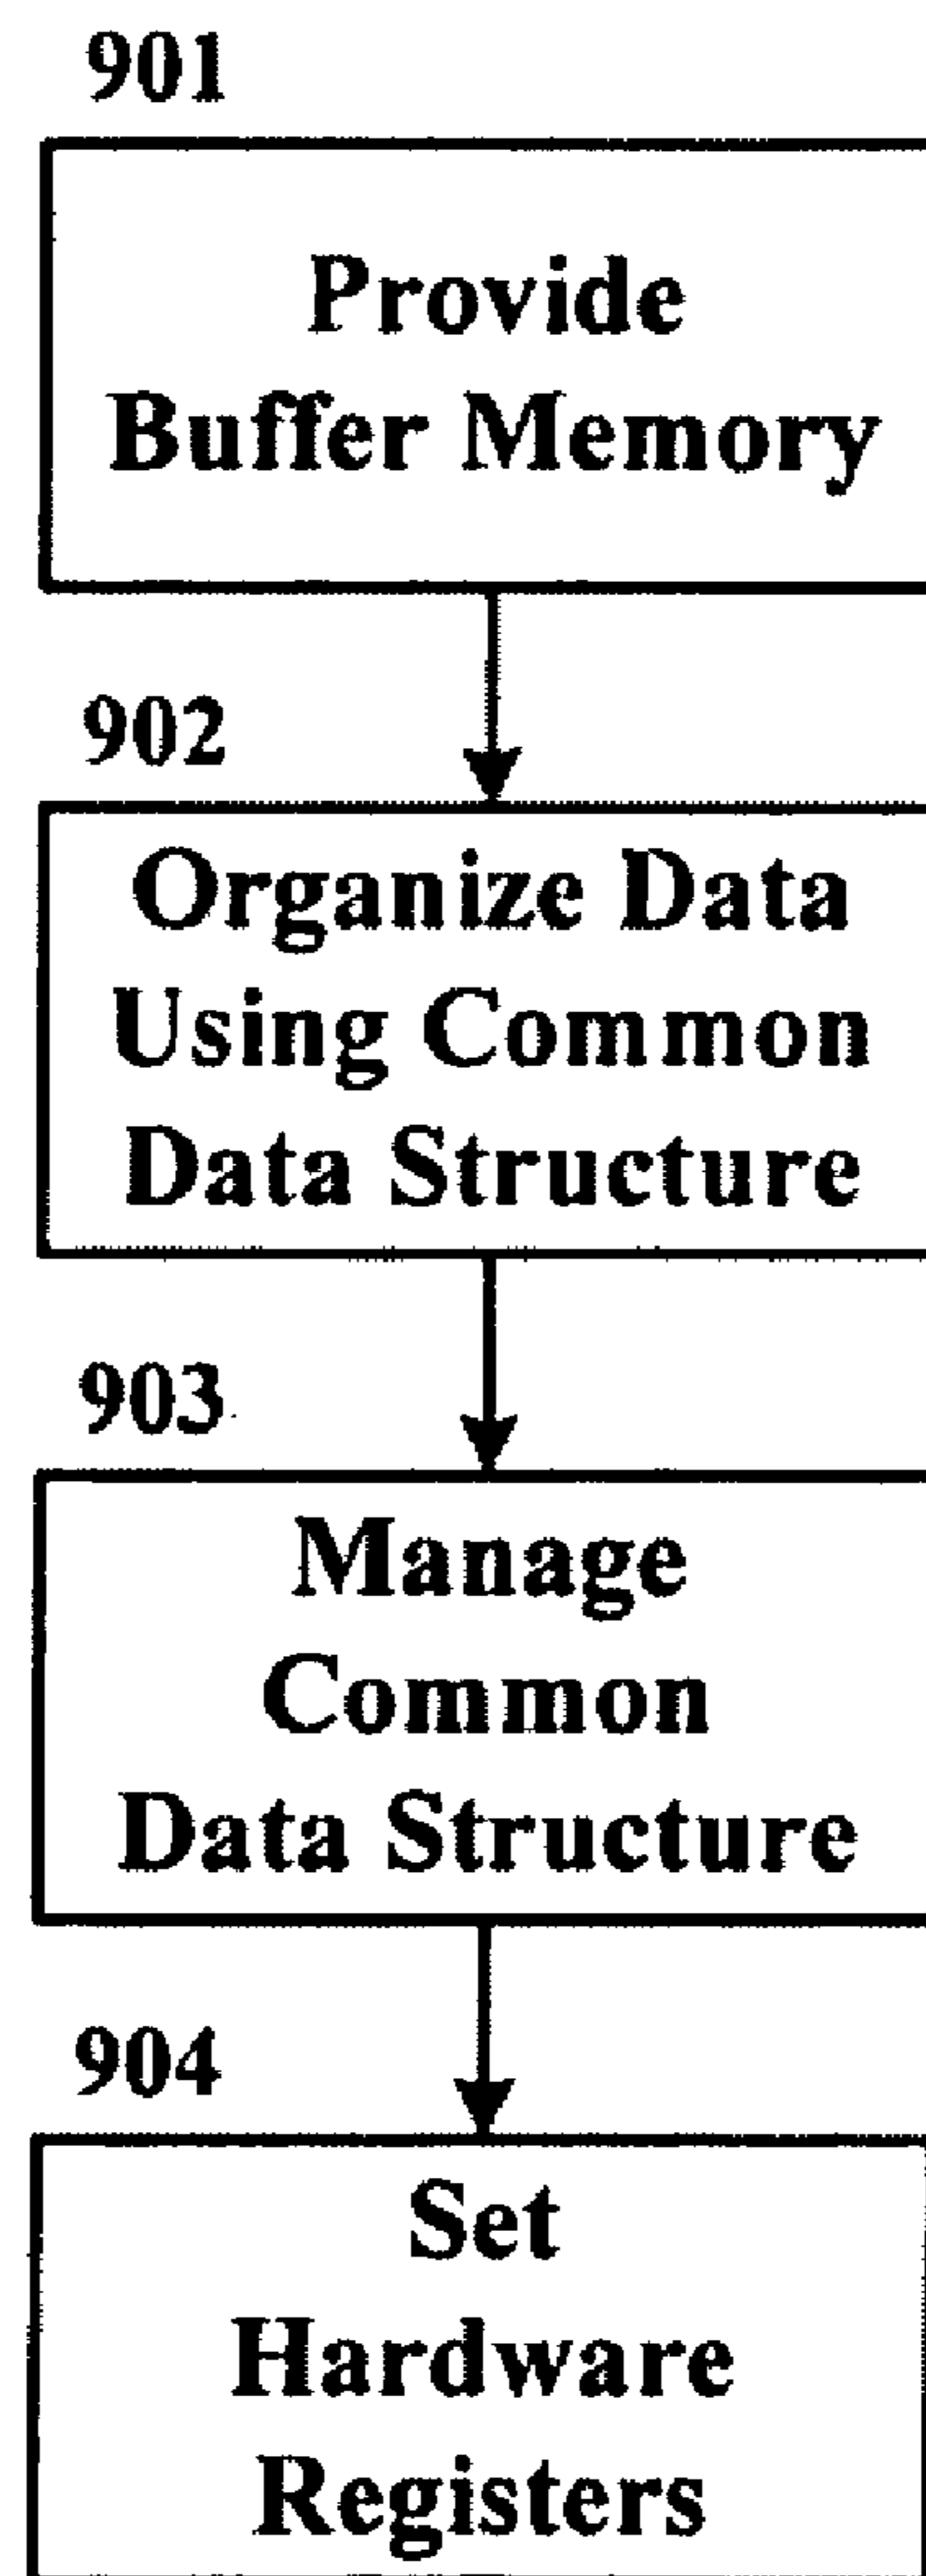 901
Provide
Buffer Memory
902
Organize Data
Using Common
Data Structure
903
Manage
Common
Data Structure
904
Set
Hardware
Registers